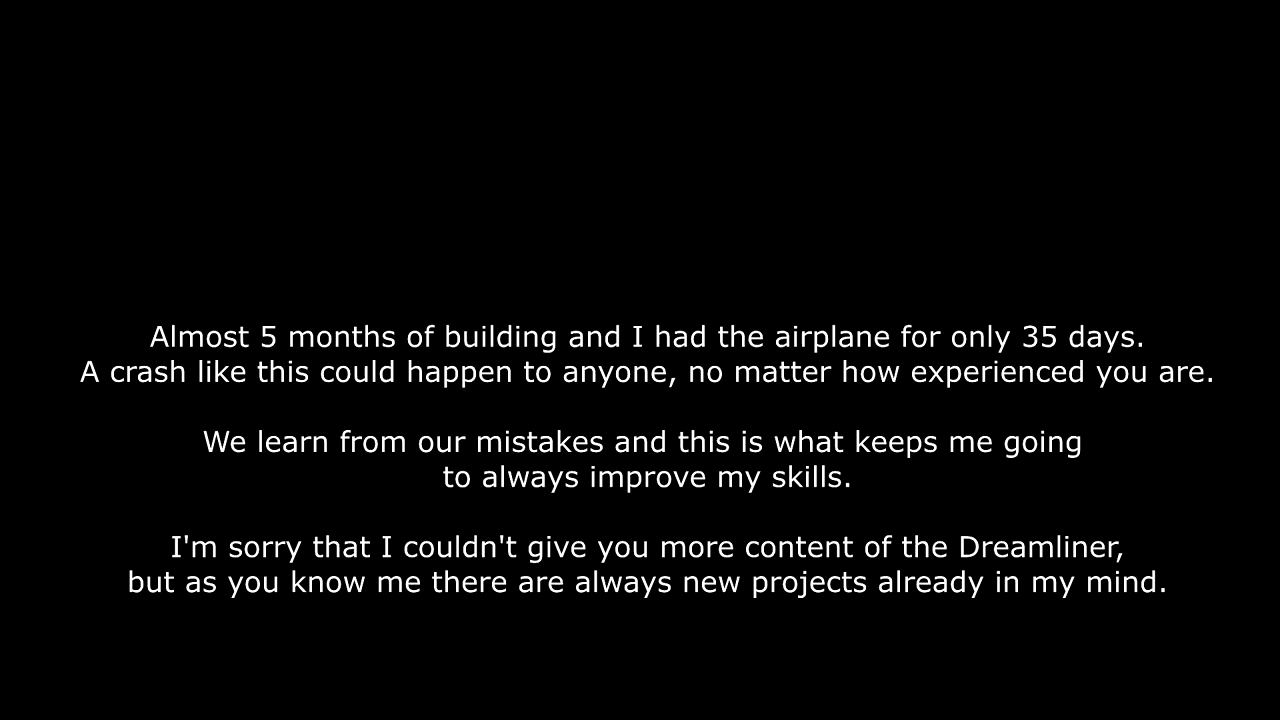 Almost 5 months of building and I had the airplane for only 35 days.
A crash like this could happen to anyone, no matter how experienced you are.
We learn from our mistakes and this is what keeps me going
to always improve my skills.
I'm sorry that I couldn't give you more content of the Dreamliner,
but as you know me there are always new projects already in my mind.